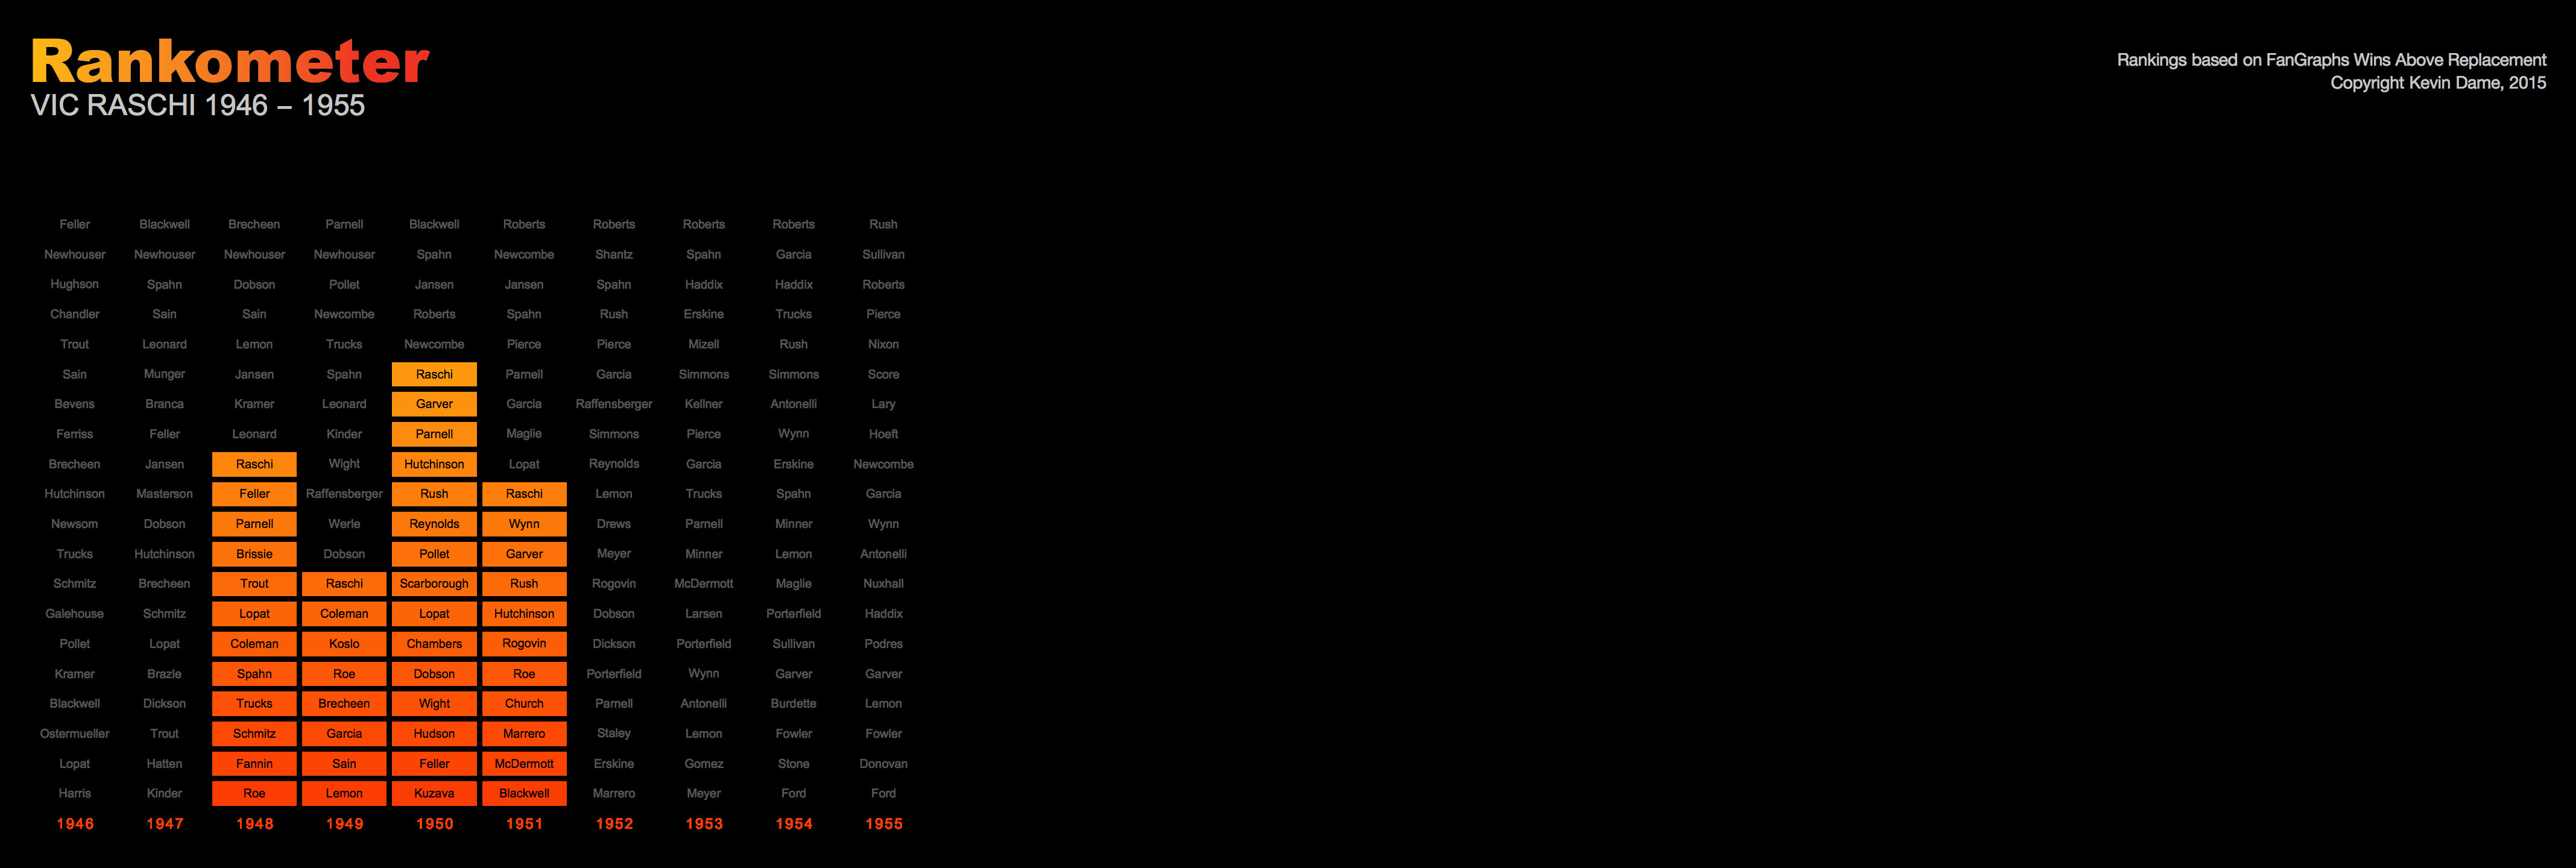 Rankometer
VIC RASCHI 1946 – 1955
Rankings based on FanGraphs Wins Above Replacement
Copyright Kevin Dame, 2015
Feller Blackwell Brecheen Parnell Blackwell Roberts Roberts Roberts Roberts Rush
Newhouser Newhouser Newhouser Newhouser Spahn Newcombe Shantz Spahn Garcia Sullivan
Hughson Spahn Dobson Pollet Jansen Jansen Spahn Haddix Haddix Roberts
Chandler Sain Sain Newcombe Roberts Spahn Rush Erskine Trucks Pierce
Trout Leonard Lemon Trucks Newcombe Pierce Pierce Mizell Rush Nixon
Sain Munger Jansen Spahn Raschi Parnell Garcia Simmons Simmons Score
Bevens Branca Kramer Leonard Garver Garcia Raffensberger Kellner Antonelli Lary
Ferriss Feller Leonard Kinder Parnell Maglie Simmons Pierce Wynn Hoeft
Brecheen Jansen Raschi Wight Hutchinson Lopat Reynolds Garcia Erskine Newcombe
Hutchinson Masterson Feller Raffensberger Rush Raschi Lemon Trucks Spahn Garcia
Newsom Dobson Parnell Werle Reynolds Wynn Drews Parnell Minner Wynn
Trucks Hutchinson Brissie Dobson Pollet Garver Meyer Minner Lemon Antonelli
Schmitz Brecheen Trout Raschi Scarborough Rush Rogovin McDermott Maglie Nuxhall
Galehouse Schmitz Lopat Coleman Lopat Hutchinson Dobson Larsen Porterfield Haddix
Pollet Lopat Coleman Koslo Chambers Rogovin Dickson Porterfield Sullivan Podres
Kramer Brazle Spahn Roe Dobson Roe Porterfield Wynn Garver Garver
Blackwell Dickson Trucks Brecheen Wight Church Parnell Antonelli Burdette Lemon
Ostermueller Trout Schmitz Garcia Hudson Marrero Staley Lemon Fowler Fowler
Lopat Hatten Fannin Sain Feller McDermott Erskine Gomez Stone Donovan
Harris Kinder Roe Lemon Kuzava Blackwell Marrero Meyer Ford Ford
1946 1947 1948 1949 1950 1951 1952 1953 1954 1955